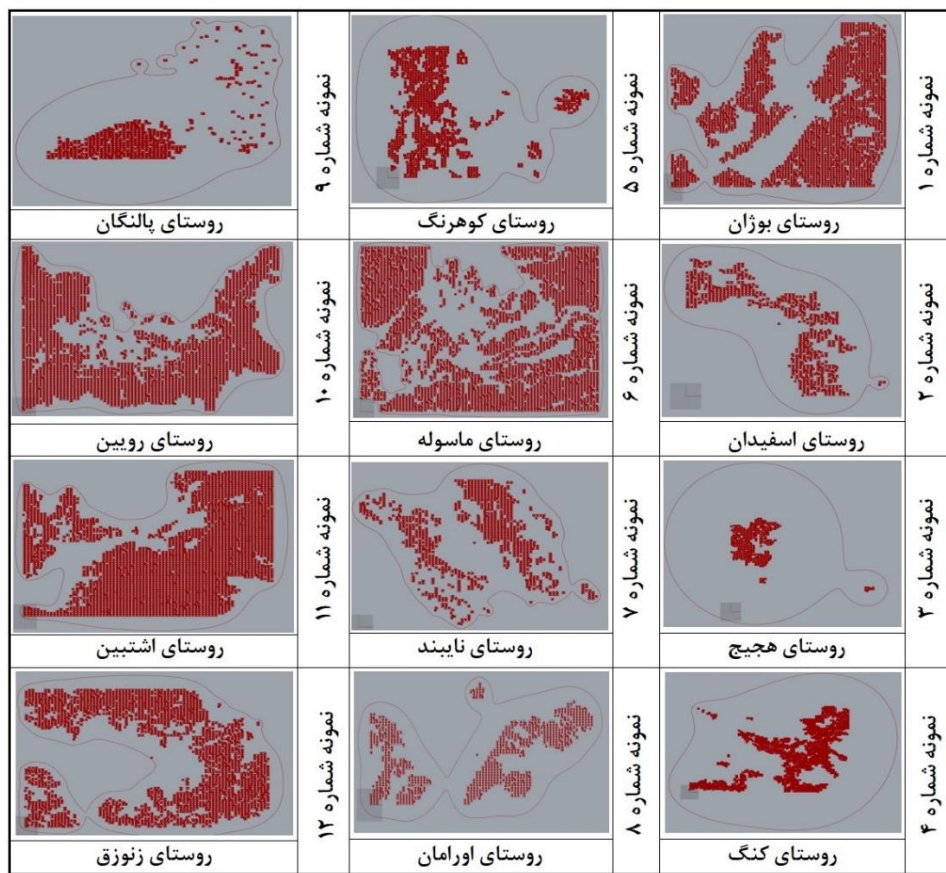 نمونه شماره ۱
روستای بوژان
نمونه شماره ۵
روستای کوهرنگ
نمونه شماره ۹
روستای پالنگان
نمونه شماره ۲
روستای اسفیدان
نمونه شماره ۶
روستای ماسوله
نمونه شماره ۱۰
روستای رویین
نمونه شماره ۳
روستای هجیج
نمونه شماره ۷
روستای نایبند
نمونه شماره ۱۱
روستای اشتبین
نمونه شماره ۴
روستای کنگ
نمونه شماره ۸
روستای اورامان
نمونه شماره ۱۲
روستای زنوزق